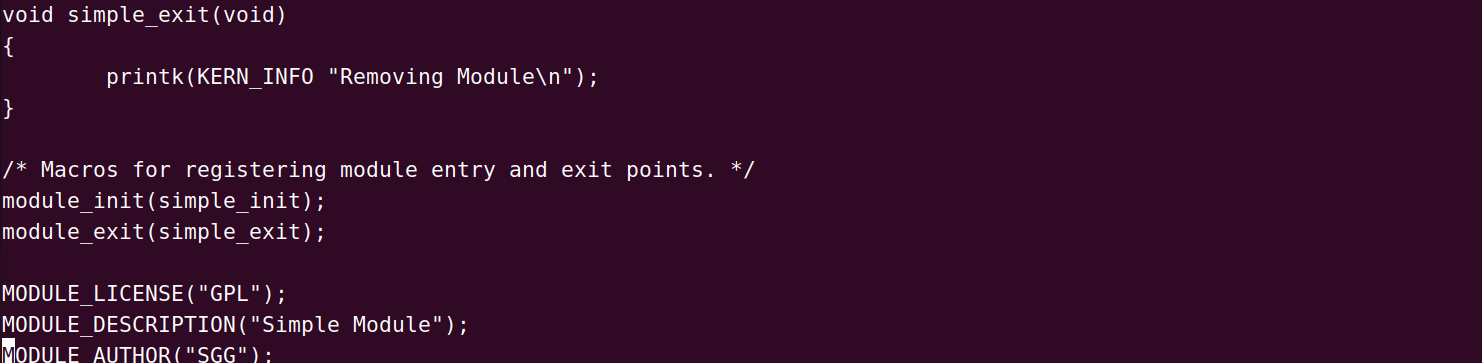 void simple_exit(void)
{
        printk(KERN_INFO "Removing Module\n");
}

/* Macros for registering module entry and exit points. */
module_init(simple_init);
module_exit(simple_exit);

MODULE_LICENSE("GPL");
MODULE_DESCRIPTION("Simple Module");
MODULE_AUTHOR("SGG");